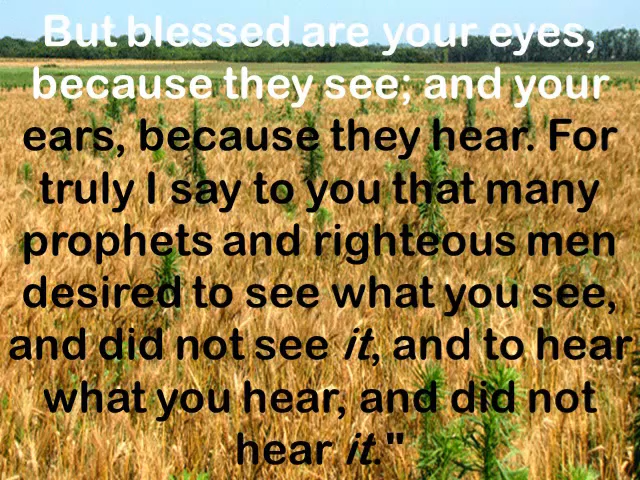 But blessed are your eyes,
because they see; and your
ears, because they hear. For
truly I say to you that many
prophets and righteous men
desired to see what you see,
and did not see it, and to hear
what you hear, and did not
hear it."